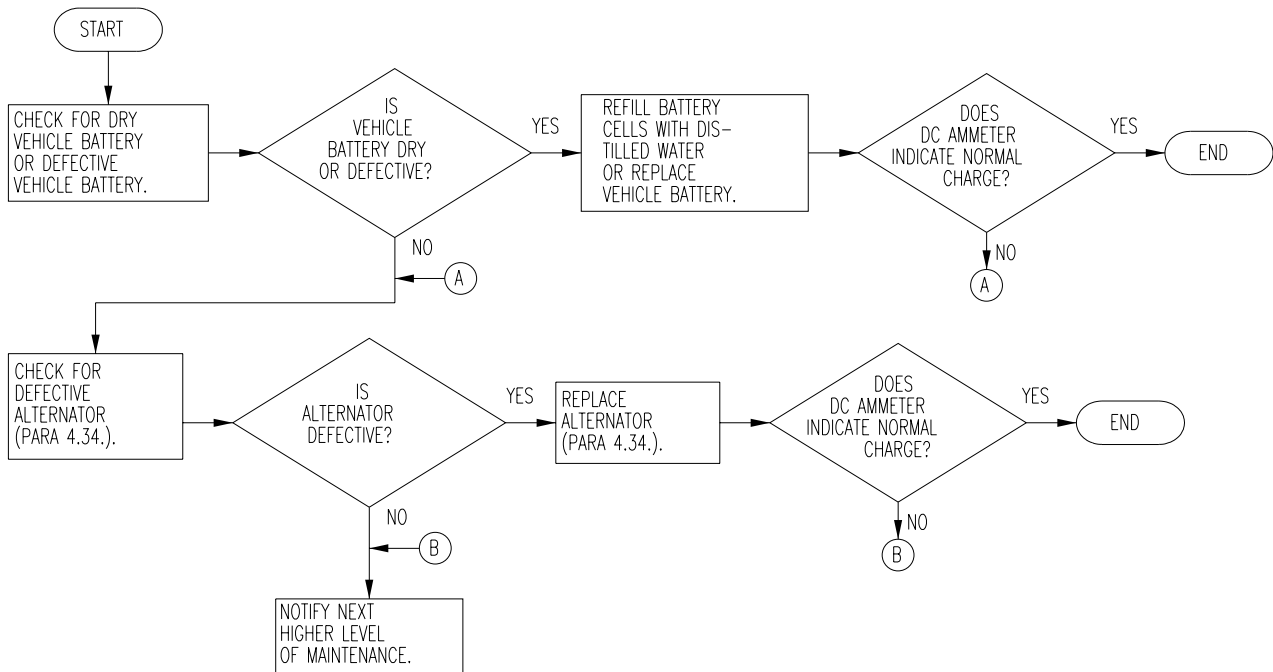 START
CHECK FOR DRY
VEHICLE BATTERY
OR DEFECTIVE
VEHICLE BATTERY.
IS
VEHICLE
BATTERY DRY
OR DEFECTIVE?
YES
NO
REFILL BATTERY
CELLS WITH DIS-
TILLED WATER
OR REPLACE
VEHICLE BATTERY.
DOES
DC AMMETER
INDICATE NORMAL
CHARGE?
YES
END
NO
A
A
CHECK FOR
DEFECTIVE
ALTERNATOR
(PARA 4.34.).
IS
ALTERNATOR
DEFECTIVE?
YES
NO
REPLACE
ALTERNATOR
(PARA 4.34.).
DOES
DC AMMETER
INDICATE NORMAL
CHARGE?
YES
END
NO
B
B
NOTIFY NEXT
HIGHER LEVEL
OF MAINTENANCE.